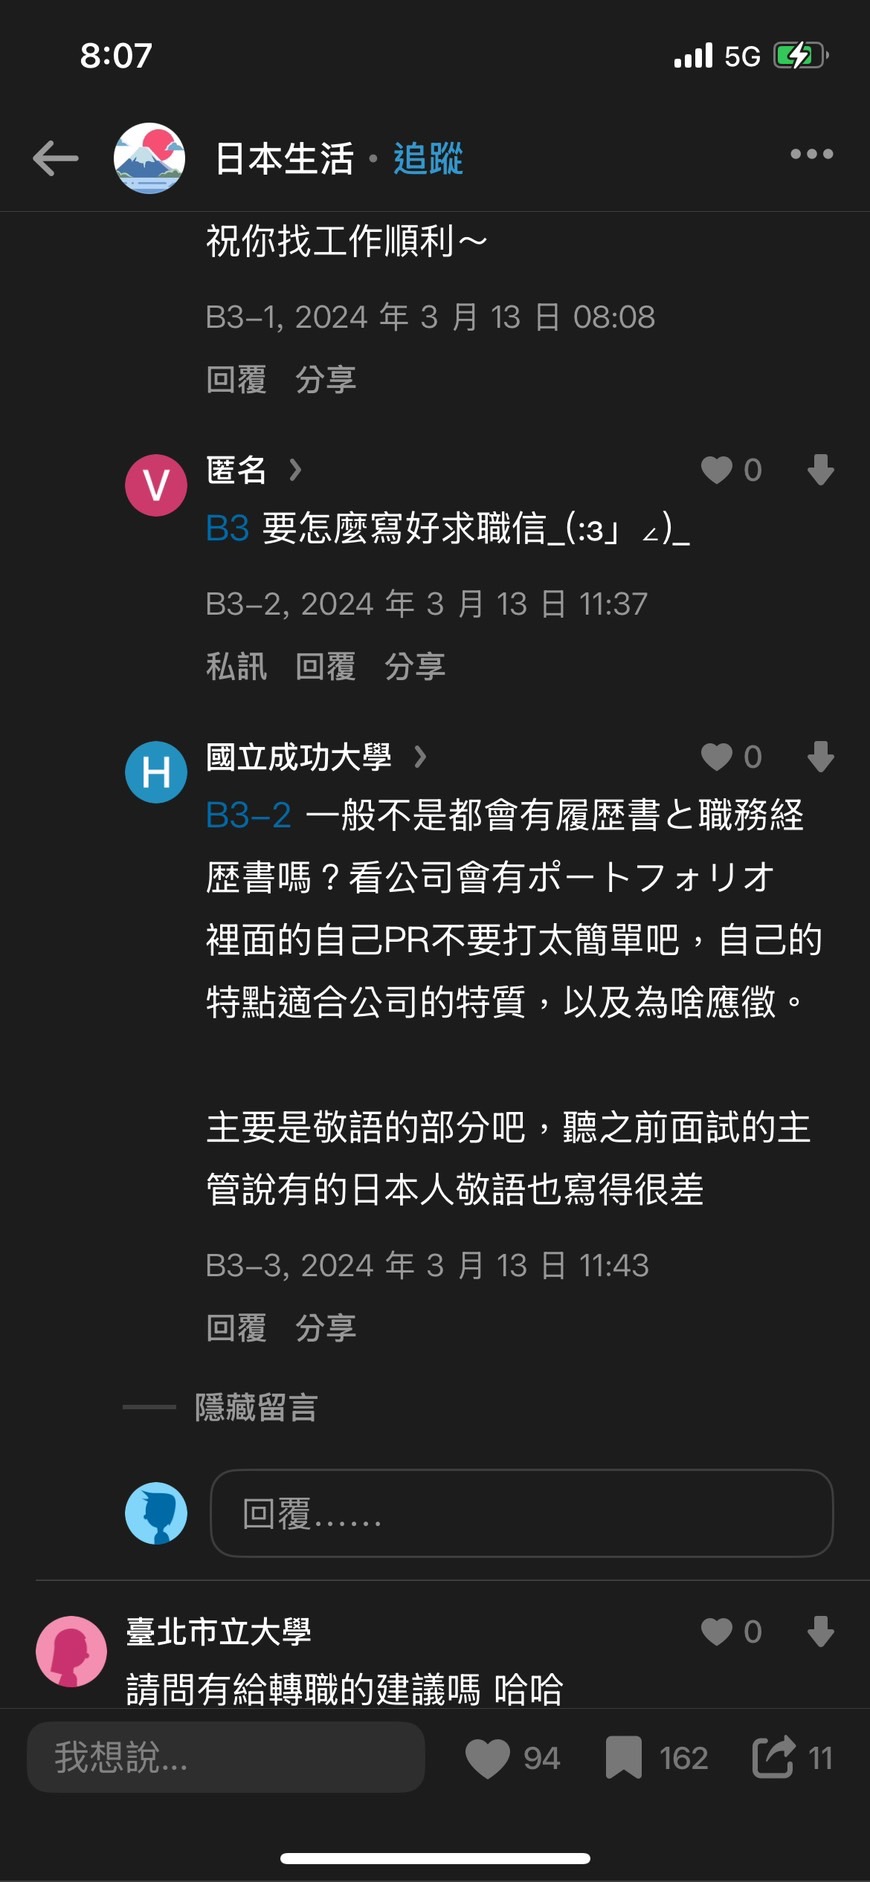 8:07
5G
日本生活・追蹤
祝你找工作順利～
B3-1, 2024 年 3 月 13 日 08:08
回覆 分享
V
匿名
0
B3 要怎麼寫好求職信_(:з」∠)_
B3-2, 2024 年 3 月 13 日 11:37
私訊 回覆 分享
H
國立成功大學
0
B3-2 一般不是都會有履歴書と職務経
歴書嗎？看公司會有ポートフォリオ
裡面的自己PR不要打太簡單吧，自己的
特點適合公司的特質，以及為啥應徵。
主要是敬語的部分吧，聽之前面試的主
管說有的日本人敬語也寫得很差
B3-3, 2024 年 3 月 13 日 11:43
回覆 分享
隱藏留言
回覆……
臺北市立大學
0
請問有給轉職的建議嗎 哈哈
我想說...
94
162
11